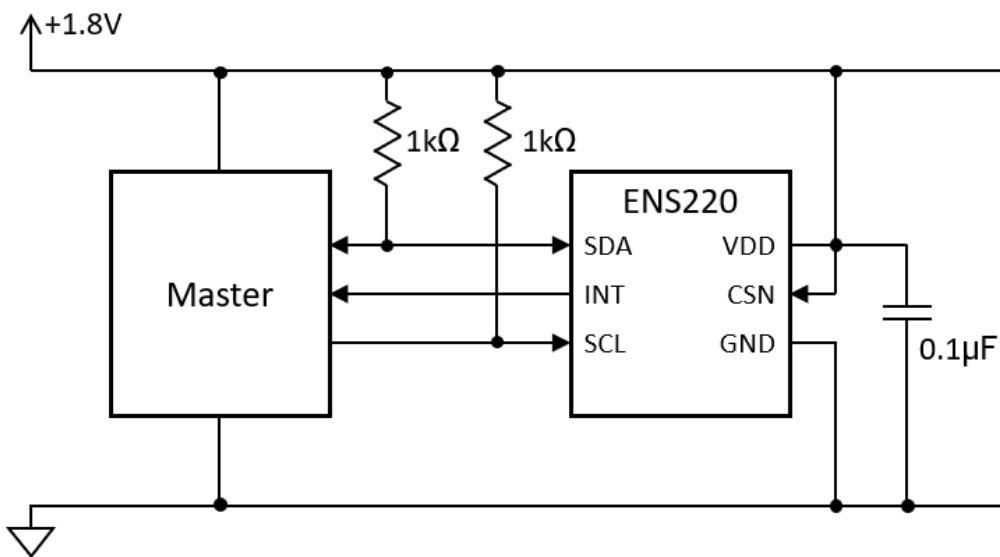 +1.8V
1kΩ
1kΩ
Master
ENS220
SDA
VDD
INT
CSN
SCL
GND
0.1µF